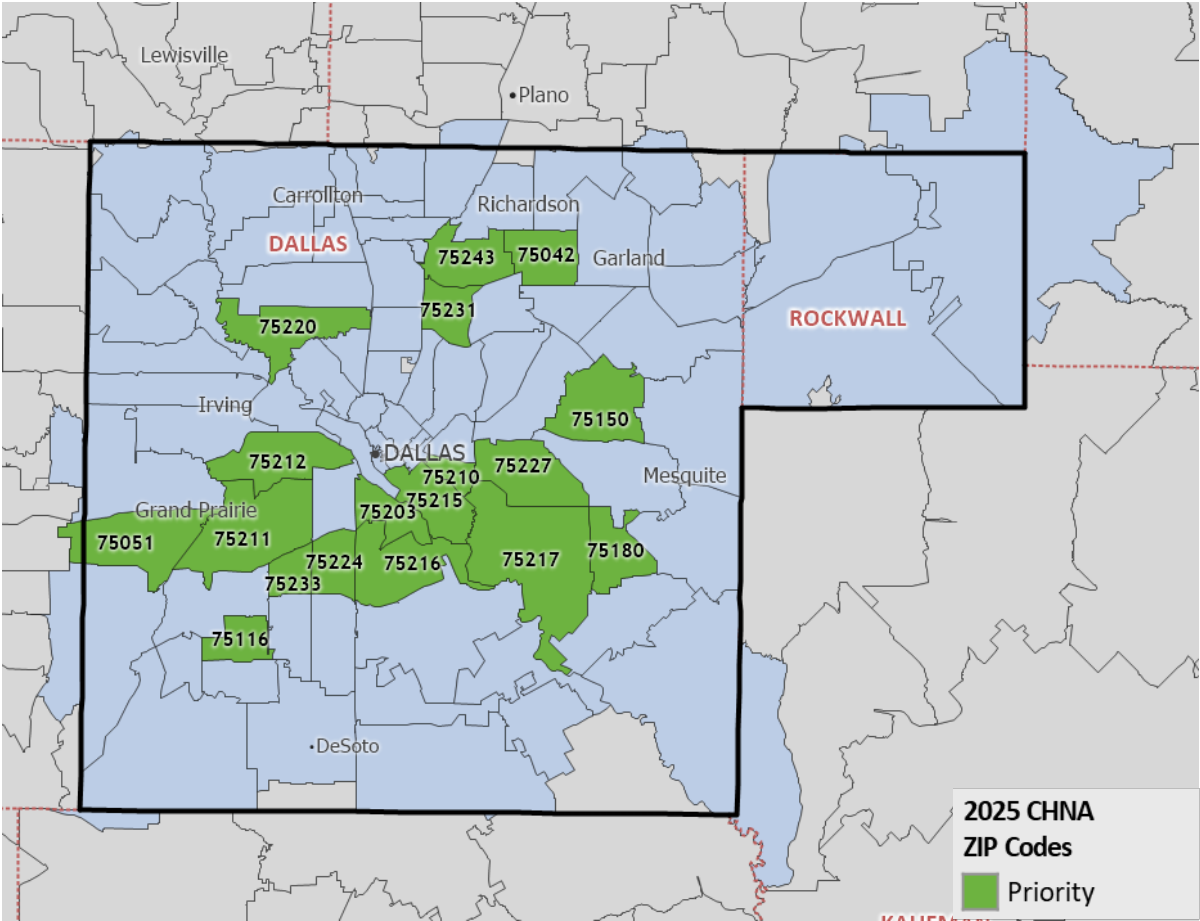 Lewisville
Plano
Carrollton
Richardson
DALLAS
75243
75042
Garland
75231
ROCKWALL
75220
Irving
75150
DALLAS
75212
75227
75210
Mesquite
75215
75203
Grand Prairie
75051
75211
75180
75217
75224
75216
75233
75116
DeSoto
2025 CHNA
ZIP Codes
Priority